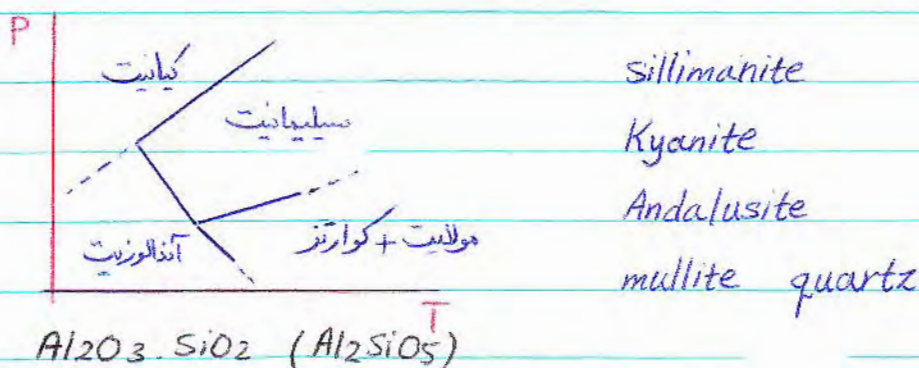 P
کیانیت
sillimanite
سیلیمانیت
Kyanite
Andalusite
آندالوزیت
مولایت + کوارتز
mullite quartz
T
Al2O3.SiO2 (Al2SiO5)